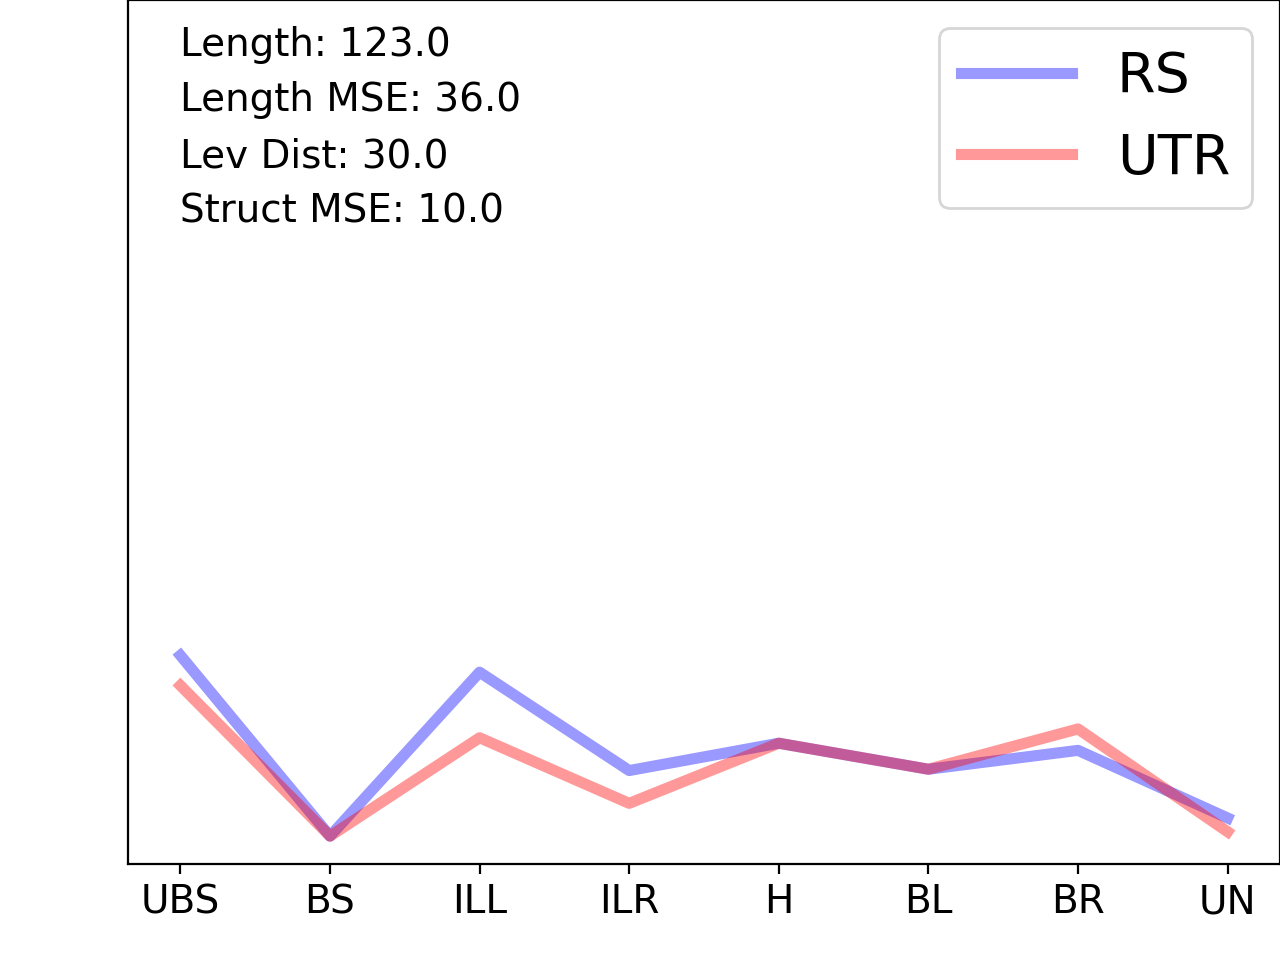 Length: 123.0
Length MSE: 36.0
Lev Dist: 30.0
Struct MSE: 10.0
RS
UTR
UBS BS ILL ILR H BL BR UN